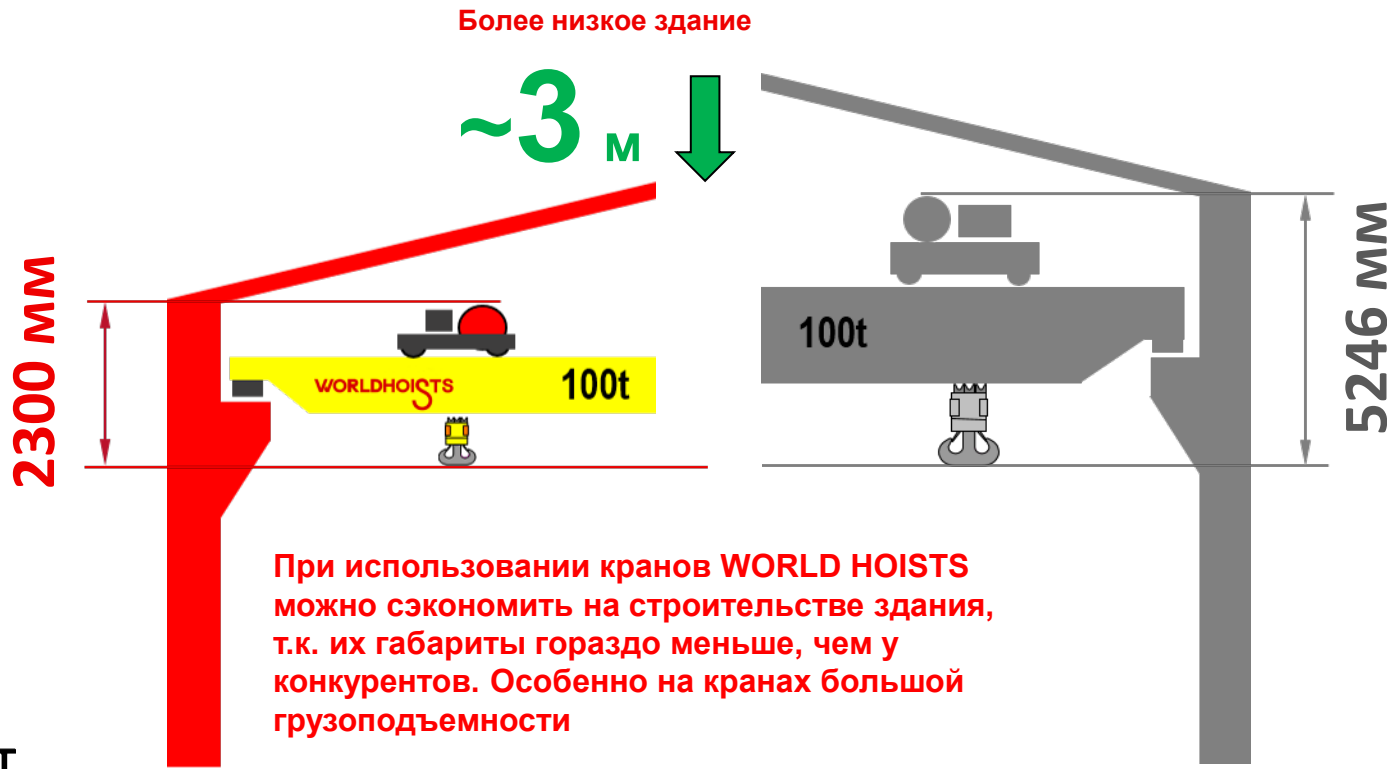 Более низкое здание
~3 м
2300 мм
WORLDHOISTS
100t
100t
5246 мм
При использовании кранов WORLD HOISTS
можно сэкономить на строительстве здания,
т.к. их габариты гораздо меньше, чем у
конкурентов. Особенно на кранах большой
грузоподъемности
т